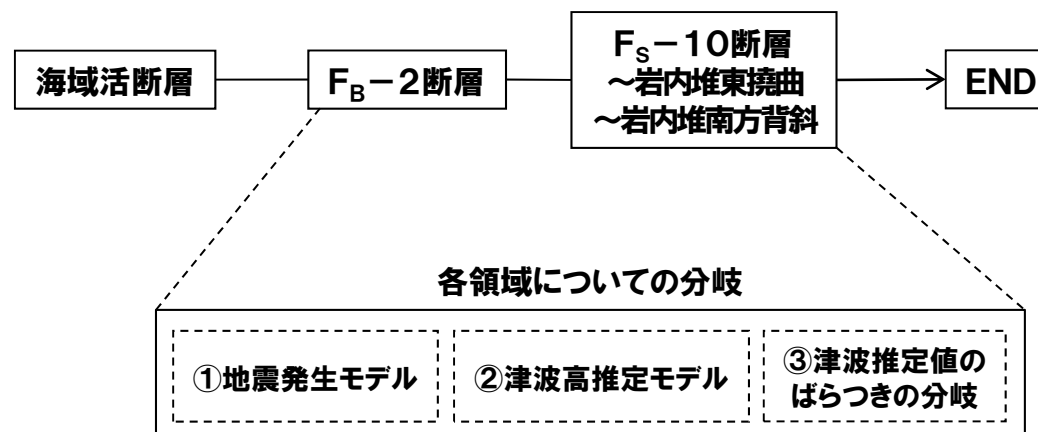 海域活断層
F_B－2断層
F_S－10断層
～岩内堆東撓曲
～岩内堆南方背斜
END
各領域についての分岐
①地震発生モデル
②津波高推定モデル
③津波推定値の
ばらつきの分岐